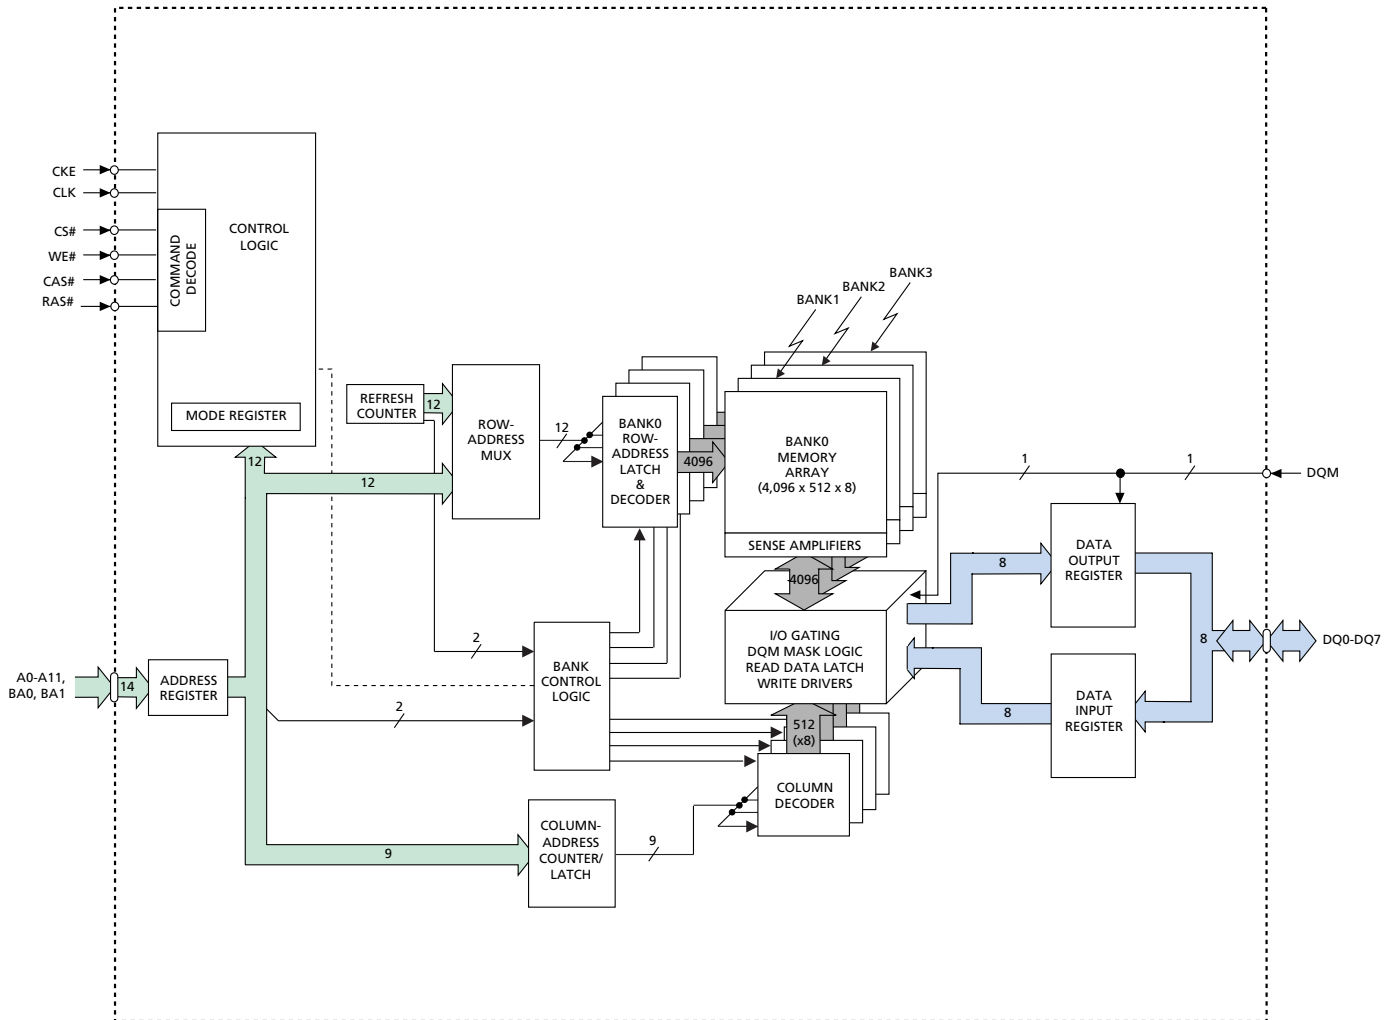 CKE
CLK
CS#
WE#
CAS#
RAS#
COMMAND
DECODE
CONTROL
LOGIC
MODE REGISTER
12
12
REFRESH
COUNTER
12
ROW-
ADDRESS
MUX
12
BANK0
ROW-
ADDRESS
LATCH
&
DECODER
4096
BANK1
BANK2
BANK3
BANK0
MEMORY
ARRAY
(4,096 x 512 x 8)
SENSE AMPLIFIERS
4096
I/O GATING
DQM MASK LOGIC
READ DATA LATCH
WRITE DRIVERS
512
(x8)
COLUMN
DECODER
A0-A11,
BA0, BA1
14
ADDRESS
REGISTER
2
2
BANK
CONTROL
LOGIC
9
COLUMN-
ADDRESS
COUNTER/
LATCH
9
1
1
DQM
8
DATA
OUTPUT
REGISTER
8
DQ0-DQ7
8
DATA
INPUT
REGISTER